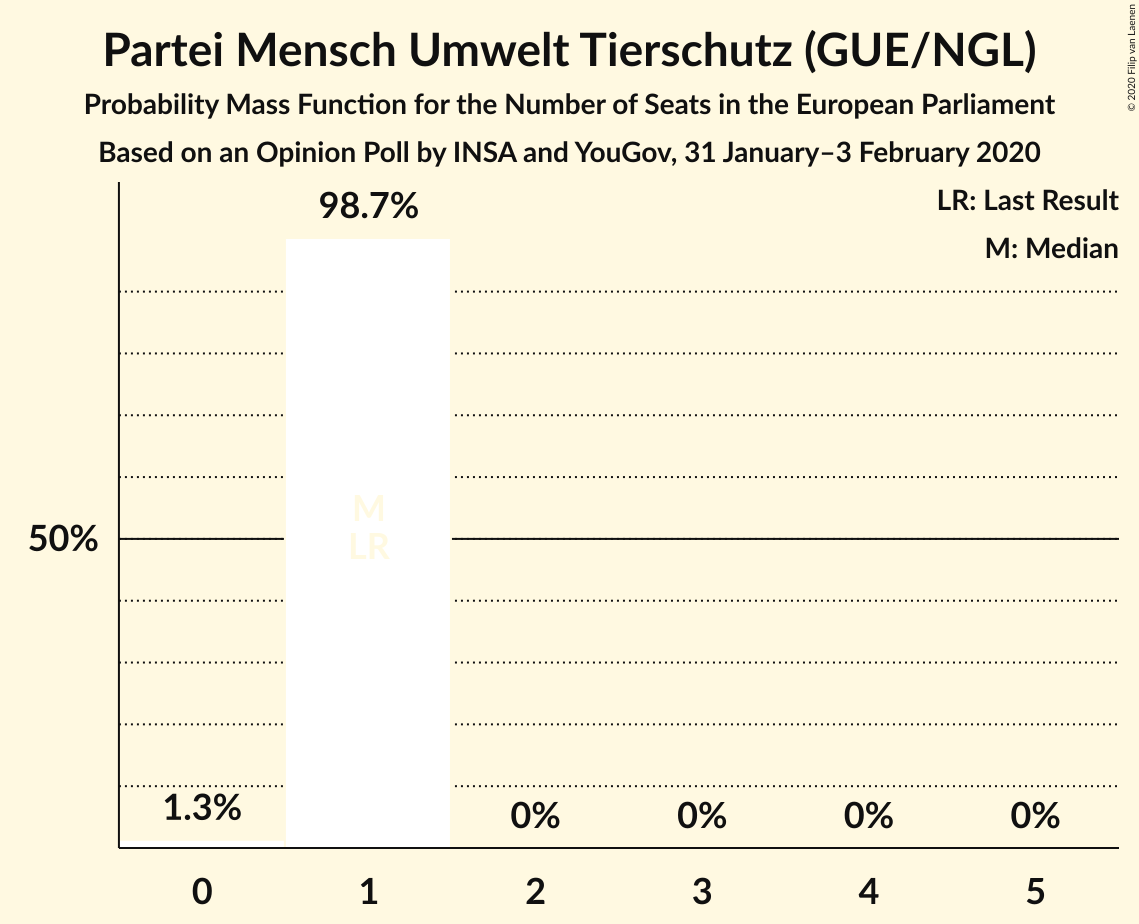 Partei Mensch Umwelt Tierschutz (GUE/NGL)
Probability Mass Function for the Number of Seats in the European Parliament
Based on an Opinion Poll by INSA and YouGov, 31 January–3 February 2020
© 2020 Filip van Laenen
LR: Last Result
M: Median
98.7%
M
50%
LR
1.3%
0%
0%
0%
0%
0 1 2 3 4 5